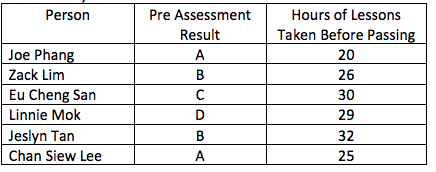 Person Pre Assessment Result Hours of Lessons Taken Before Passing
Joe Phang A 20
Zack Lim B 26
Eu Cheng San C 30
Linnie Mok D 29
Jeslyn Tan B 32
Chan Siew Lee A 25